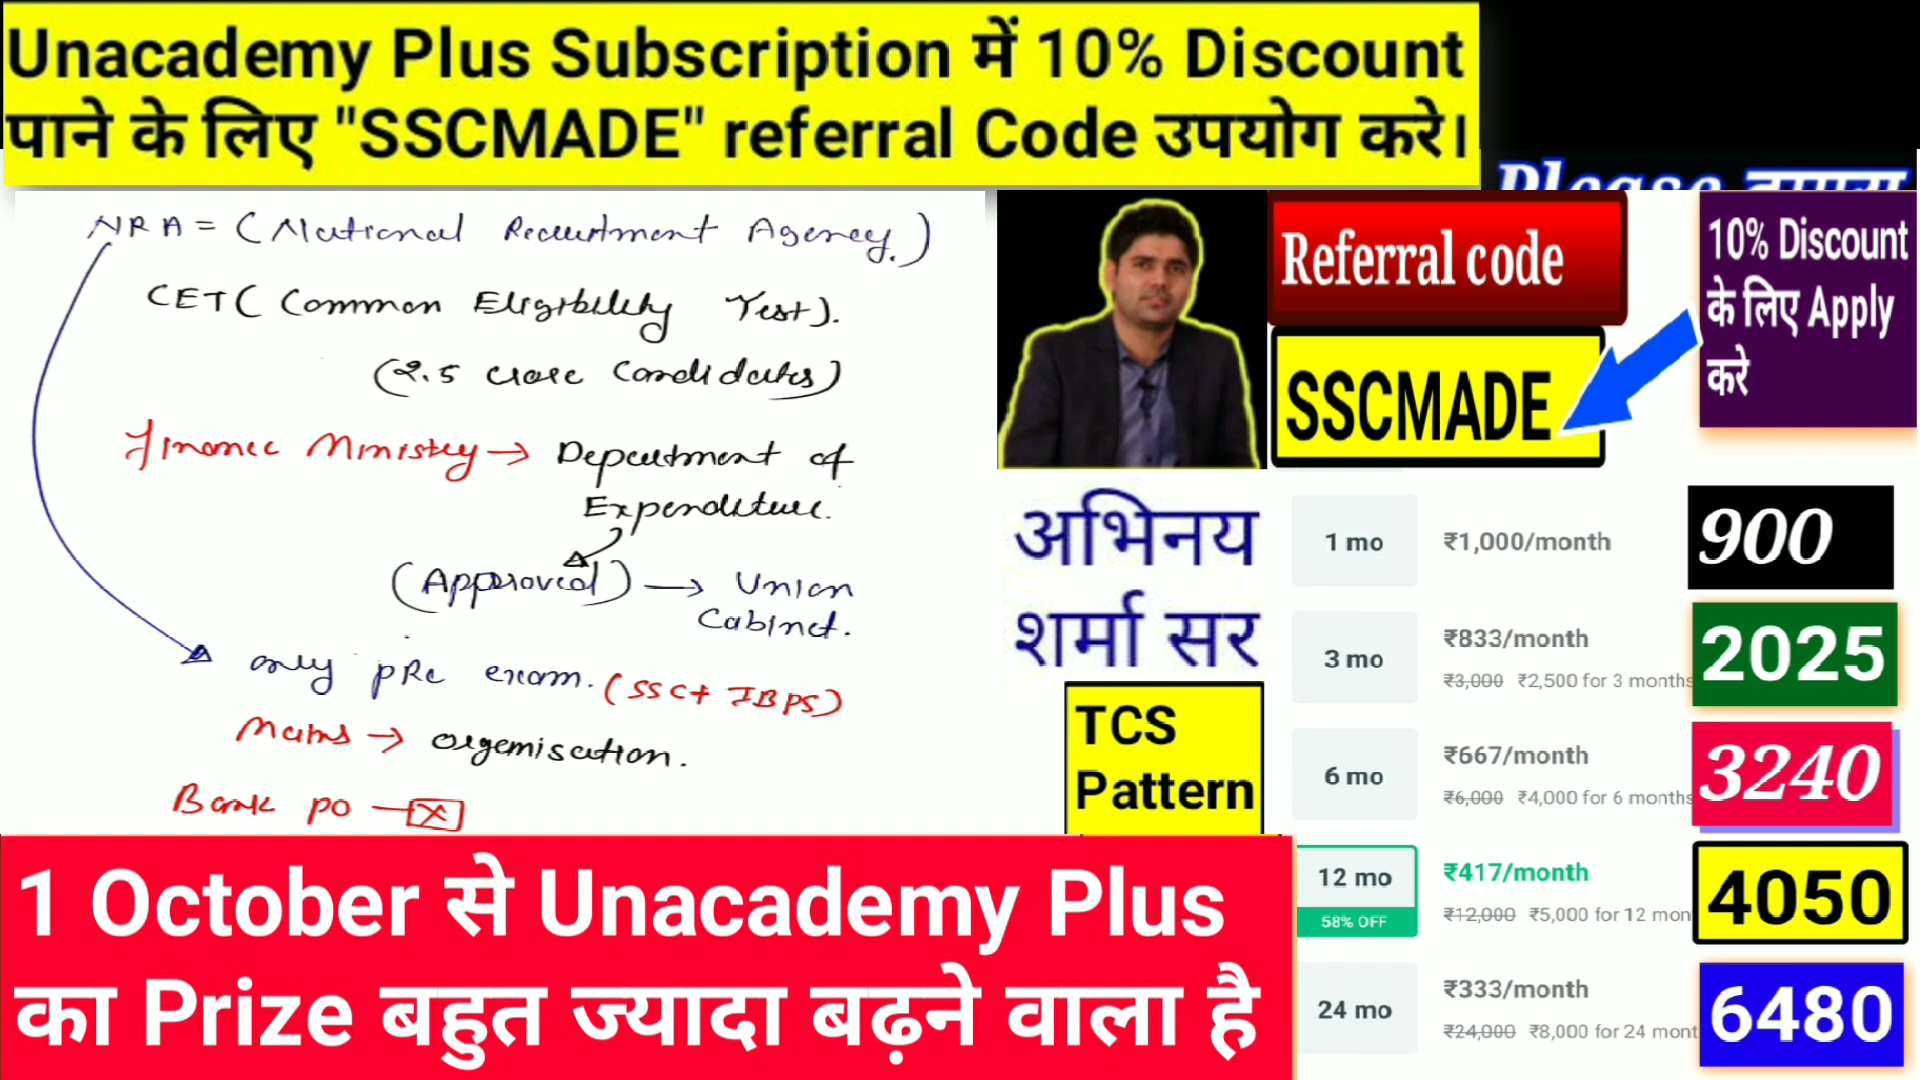 Unacademy Plus Subscription में 10% Discount
पाने के लिए "SSCMADE" referral Code उपयोग करे।
Please
NRA = (National Recruitment Agency.)
CET ( Common Eligibility Test).
(2.5 crore Candidates)
Finance Ministry → Department of
Expenditure.
(Approved) → Union
Cabinet.
only pRe exam. (SSC+ IBPS)
Mains → organisation.
Bank po
Referral code
SSCMADE
10% Discount
के लिए Apply
करे
अभिनय
शर्मा सर
TCS
Pattern
1 mo ₹1,000/month 900
3 mo ₹833/month 2025
₹3,000 ₹2,500 for 3 months
6 mo ₹667/month 3240
₹6,000 ₹4,000 for 6 months
12 mo ₹417/month 4050
58% OFF ₹12,000 ₹5,000 for 12 mon
24 mo ₹333/month 6480
₹24,000 ₹8,000 for 24 mont
1 October से Unacademy Plus
का Prize बहुत ज्यादा बढ़ने वाला है